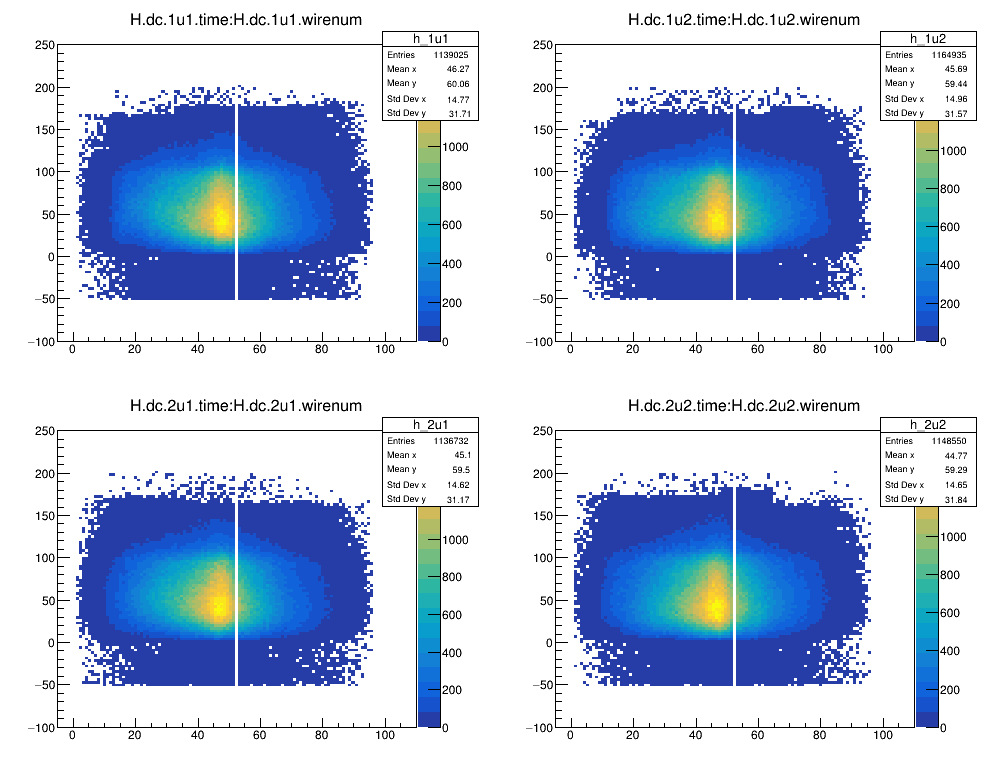 H.dc.1u1.time:H.dc.1u1.wirenum
h_1u1
Entries 1139025
Mean x 46.27
Mean y 60.06
Std Dev x 14.77
Std Dev y 31.71
250
200
150
100
50
0
−50
−100
0 20 40 60 80 100
1000
800
600
400
200
0
H.dc.1u2.time:H.dc.1u2.wirenum
h_1u2
Entries 1164935
Mean x 45.69
Mean y 59.44
Std Dev x 14.96
Std Dev y 31.57
250
200
150
100
50
0
−50
−100
0 20 40 60 80 100
1000
800
600
400
200
0
H.dc.2u1.time:H.dc.2u1.wirenum
h_2u1
Entries 1136732
Mean x 45.1
Mean y 59.5
Std Dev x 14.62
Std Dev y 31.17
250
200
150
100
50
0
−50
−100
0 20 40 60 80 100
1000
800
600
400
200
0
H.dc.2u2.time:H.dc.2u2.wirenum
h_2u2
Entries 1148550
Mean x 44.77
Mean y 59.29
Std Dev x 14.65
Std Dev y 31.84
250
200
150
100
50
0
−50
−100
0 20 40 60 80 100
1000
800
600
400
200
0